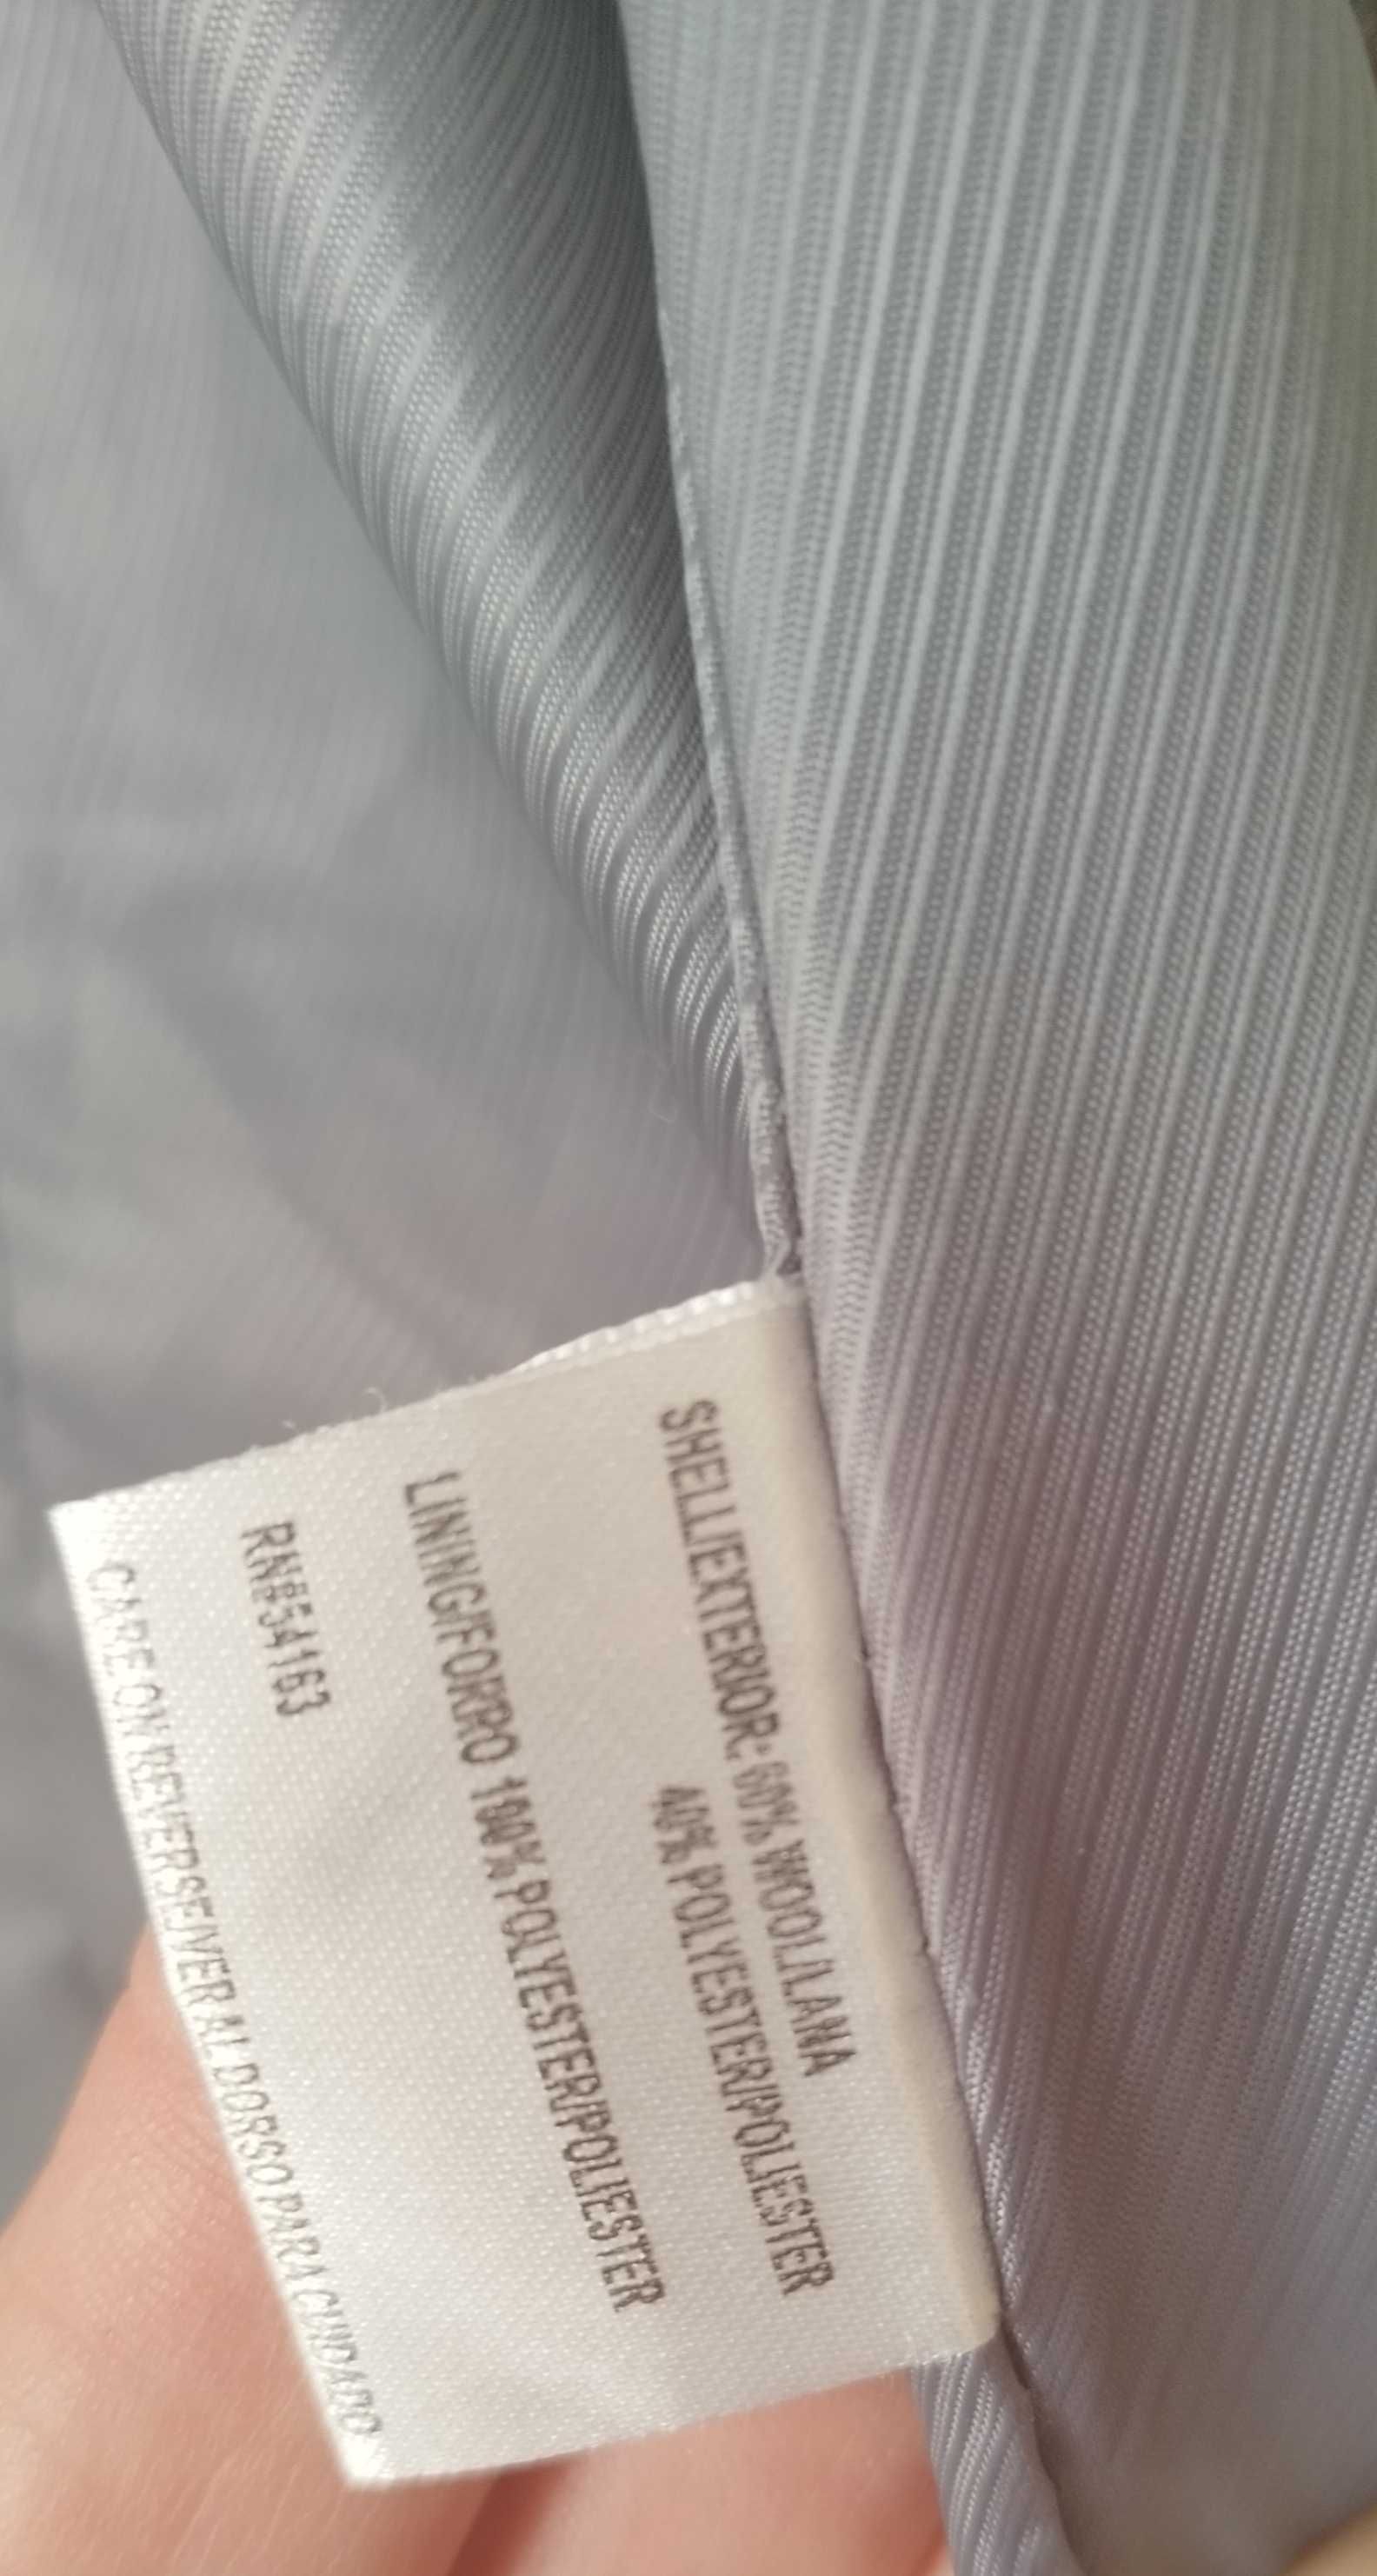 SHELL/EXTERIOR: 60% WOOL/LANA
40% POLYESTER/POLIESTER
LINING/FORRO 100% POLYESTER/POLIESTER
RN#54163
CARE ON REVERSE/VER AL DORSO PARA CUIDADO